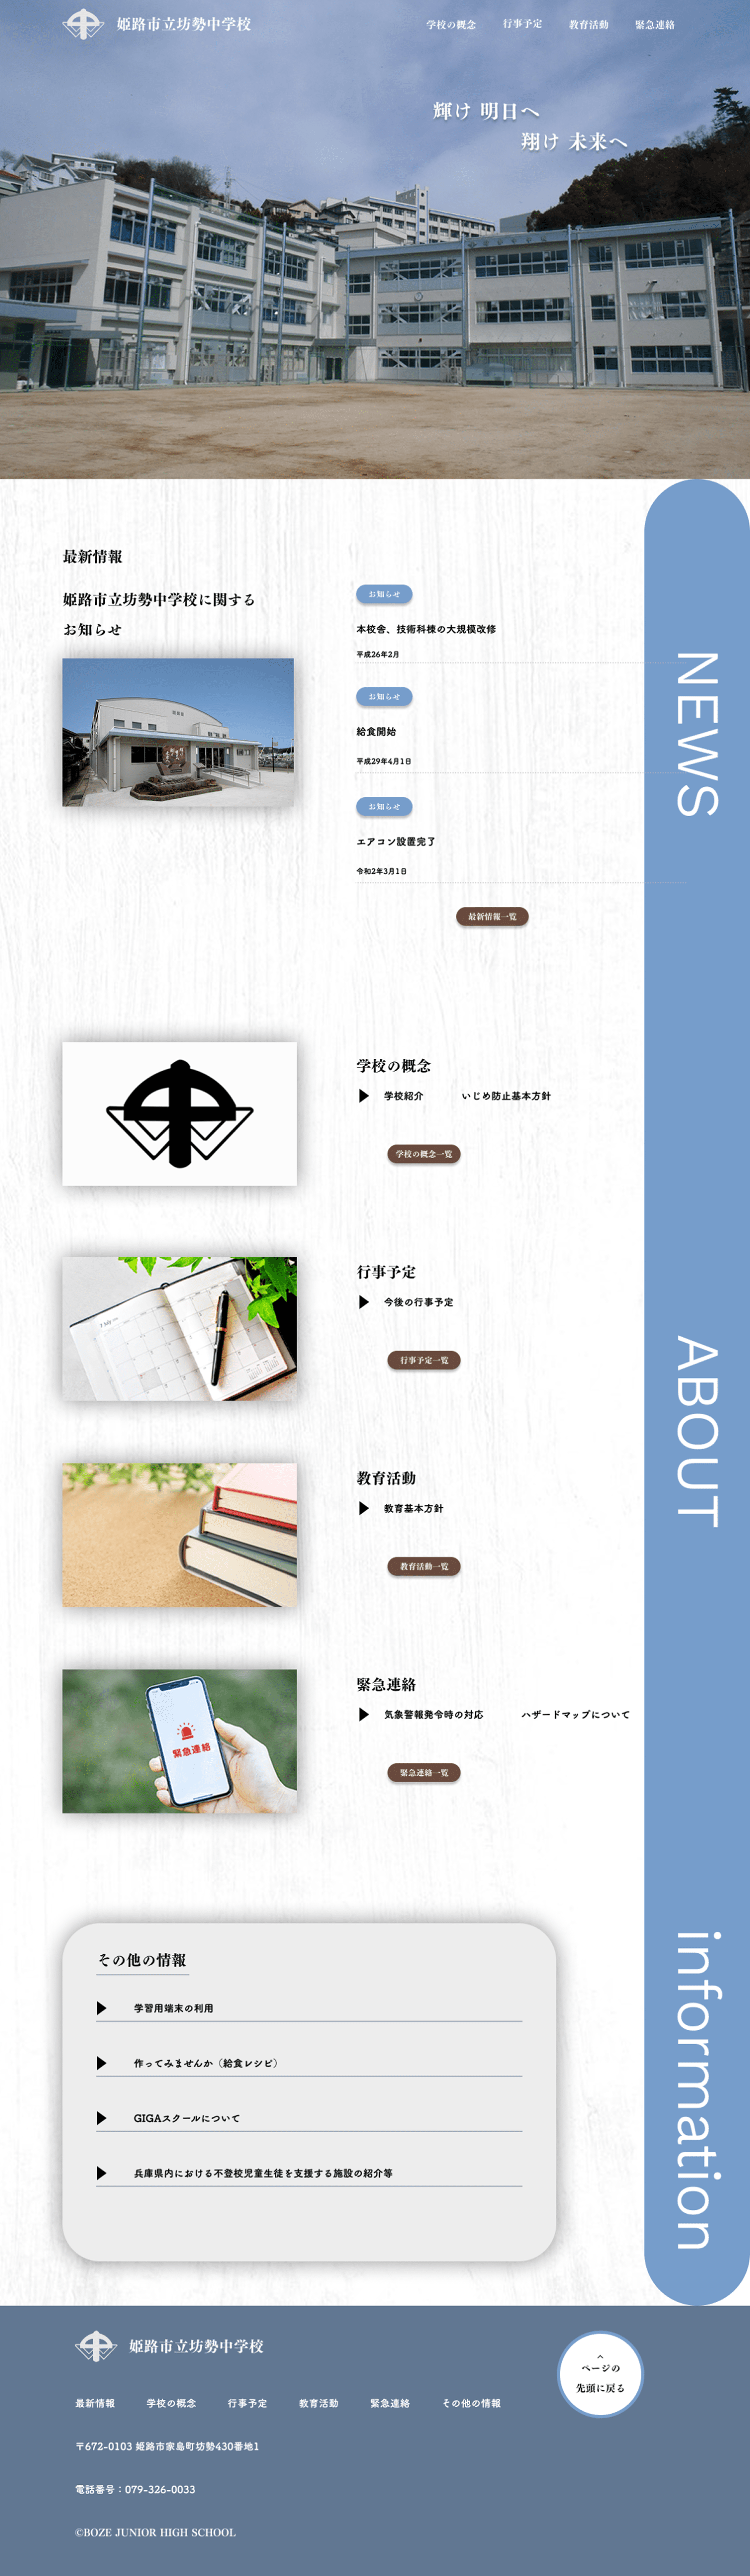 姫路市立坊勢中学校
学校の概念 行事予定 教育活動 緊急連絡
輝け 明日へ
翔け 未来へ
最新情報
姫路市立坊勢中学校に関する
お知らせ
お知らせ
本校舎、技術科棟の大規模改修
平成26年2月
お知らせ
給食開始
平成29年4月1日
お知らせ
エアコン設置完了
令和2年3月1日
最新情報一覧
NEWS
学校の概念
学校紹介 いじめ防止基本方針
学校の概念一覧
行事予定
今後の行事予定
行事予定一覧
ABOUT
教育活動
教育基本方針
教育活動一覧
緊急連絡
緊急連絡
気象警報発令時の対応 ハザードマップについて
緊急連絡一覧
その他の情報
学習用端末の利用
作ってみませんか（給食レシピ）
GIGAスクールについて
兵庫県内における不登校児童生徒を支援する施設の紹介等
information
姫路市立坊勢中学校
ページの
先頭に戻る
最新情報 学校の概念 行事予定 教育活動 緊急連絡 その他の情報
〒672-0103 姫路市家島町坊勢430番地1
電話番号：079-326-0033
©BOZE JUNIOR HIGH SCHOOL